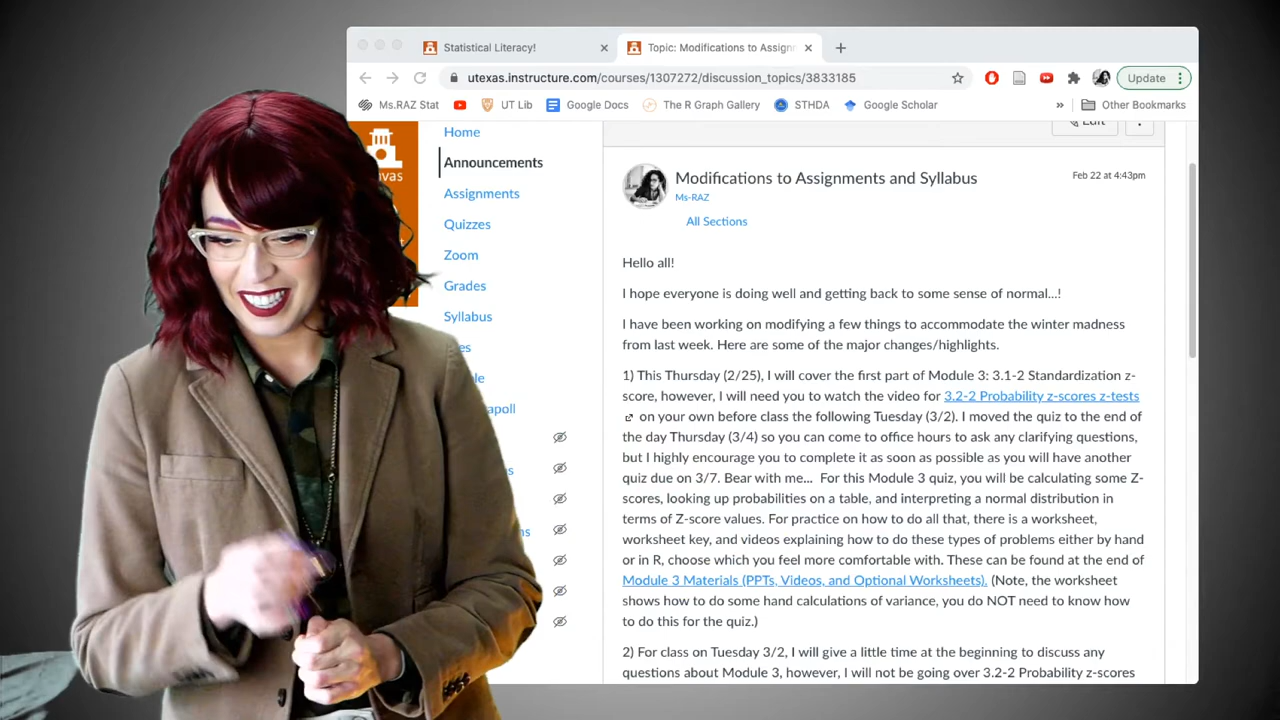 Statistical Literacy!
Topic: Modifications to Assignm
utexas.instructure.com/courses/1307272/discussion_topics/3833185
Update
Ms.RAZ Stat
UT Lib
Google Docs
The R Graph Gallery
STHDA
Google Scholar
»
Other Bookmarks
Home
Announcements
Assignments
Quizzes
Zoom
Grades
Syllabus
Edit
Modifications to Assignments and Syllabus
Feb 22 at 4:43pm
Ms-RAZ
All Sections
Hello all!
I hope everyone is doing well and getting back to some sense of normal...!
I have been working on modifying a few things to accommodate the winter madness
from last week. Here are some of the major changes/highlights.
1) This Thursday (2/25), I will cover the first part of Module 3: 3.1-2 Standardization z-
score, however, I will need you to watch the video for 3.2-2 Probability z-scores z-tests
on your own before class the following Tuesday (3/2). I moved the quiz to the end of
the day Thursday (3/4) so you can come to office hours to ask any clarifying questions,
but I highly encourage you to complete it as soon as possible as you will have another
quiz due on 3/7. Bear with me... For this Module 3 quiz, you will be calculating some Z-
scores, looking up probabilities on a table, and interpreting a normal distribution in
terms of Z-score values. For practice on how to do all that, there is a worksheet,
worksheet key, and videos explaining how to do these types of problems either by hand
or in R, choose which you feel more comfortable with. These can be found at the end of
Module 3 Materials (PPTs, Videos, and Optional Worksheets). (Note, the worksheet
shows how to do some hand calculations of variance, you do NOT need to know how
to do this for the quiz.)
2) For class on Tuesday 3/2, I will give a little time at the beginning to discuss any
questions about Module 3, however, I will not be going over 3.2-2 Probability z-scores